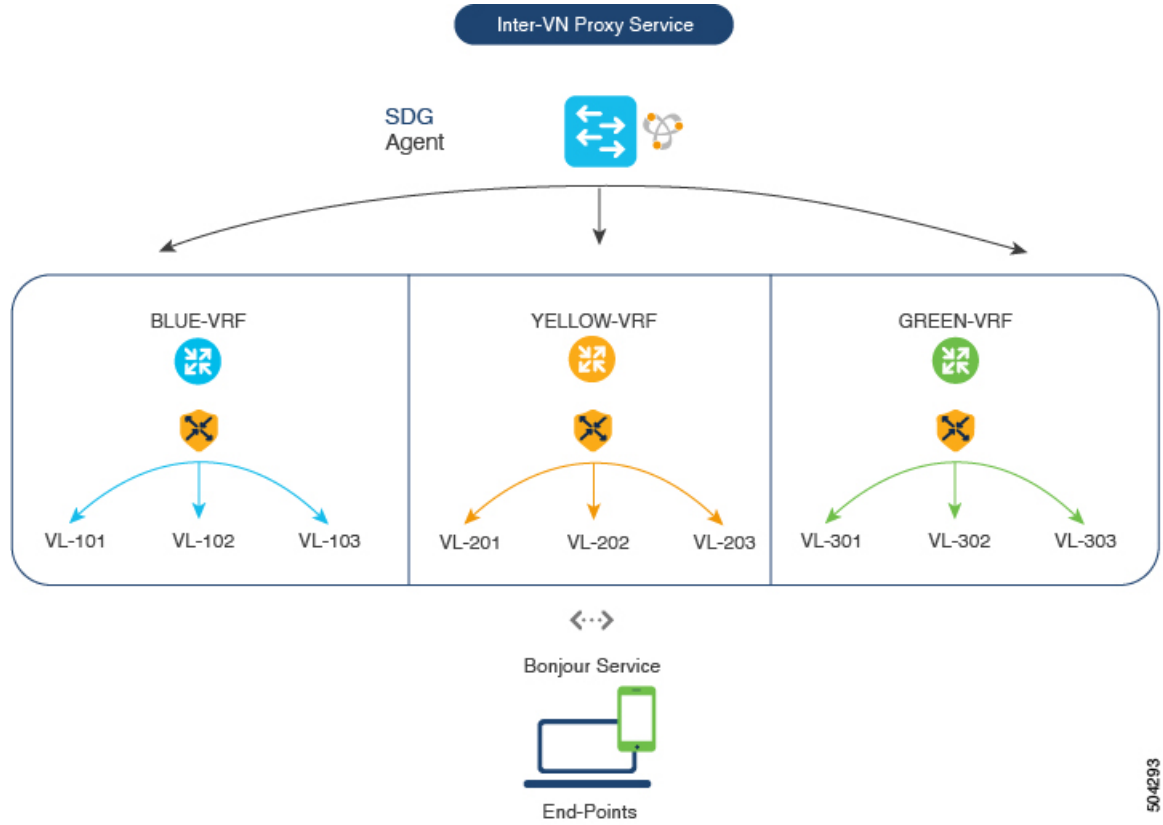 Inter-VN Proxy Service
SDG
Agent
BLUE-VRF
YELLOW-VRF
GREEN-VRF
VL-101
VL-102
VL-103
VL-201
VL-202
VL-203
VL-301
VL-302
VL-303
Bonjour Service
End-Points
504293